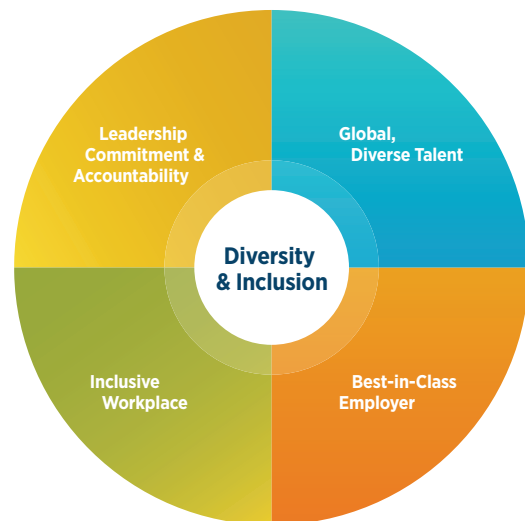 Leadership
Commitment &
Accountability
Global,
Diverse Talent
Diversity
& Inclusion
Inclusive
Workplace
Best-in-Class
Employer